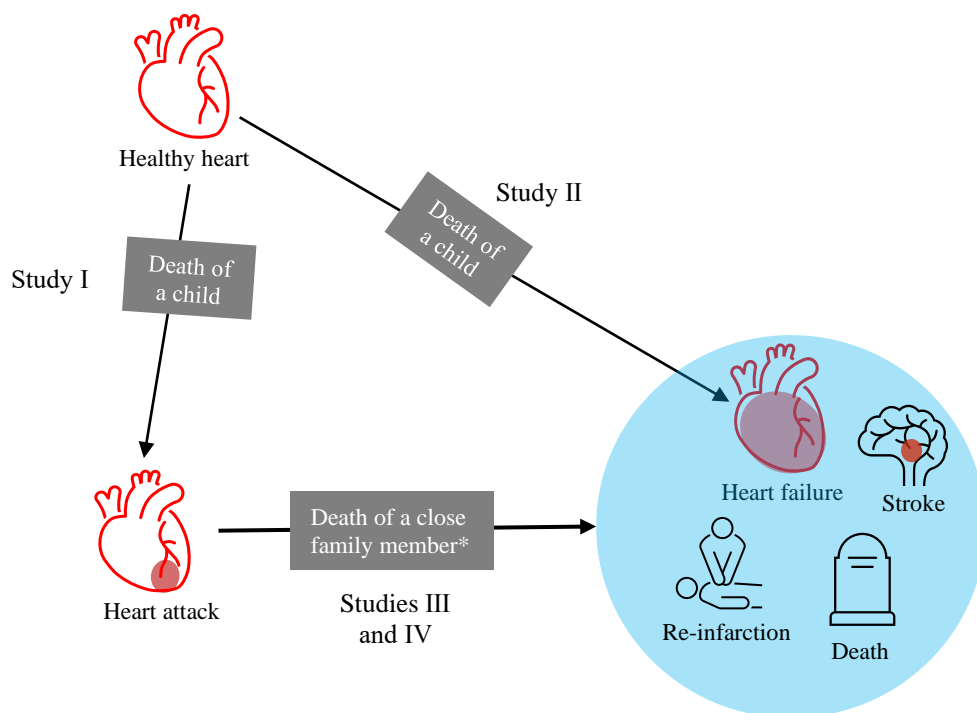 Healthy heart
Study II
Death of
a child
Study I
Death of
a child
Heart failure
Stroke
Death of a close
family member*
Heart attack
Studies III
and IV
Re-infarction
Death